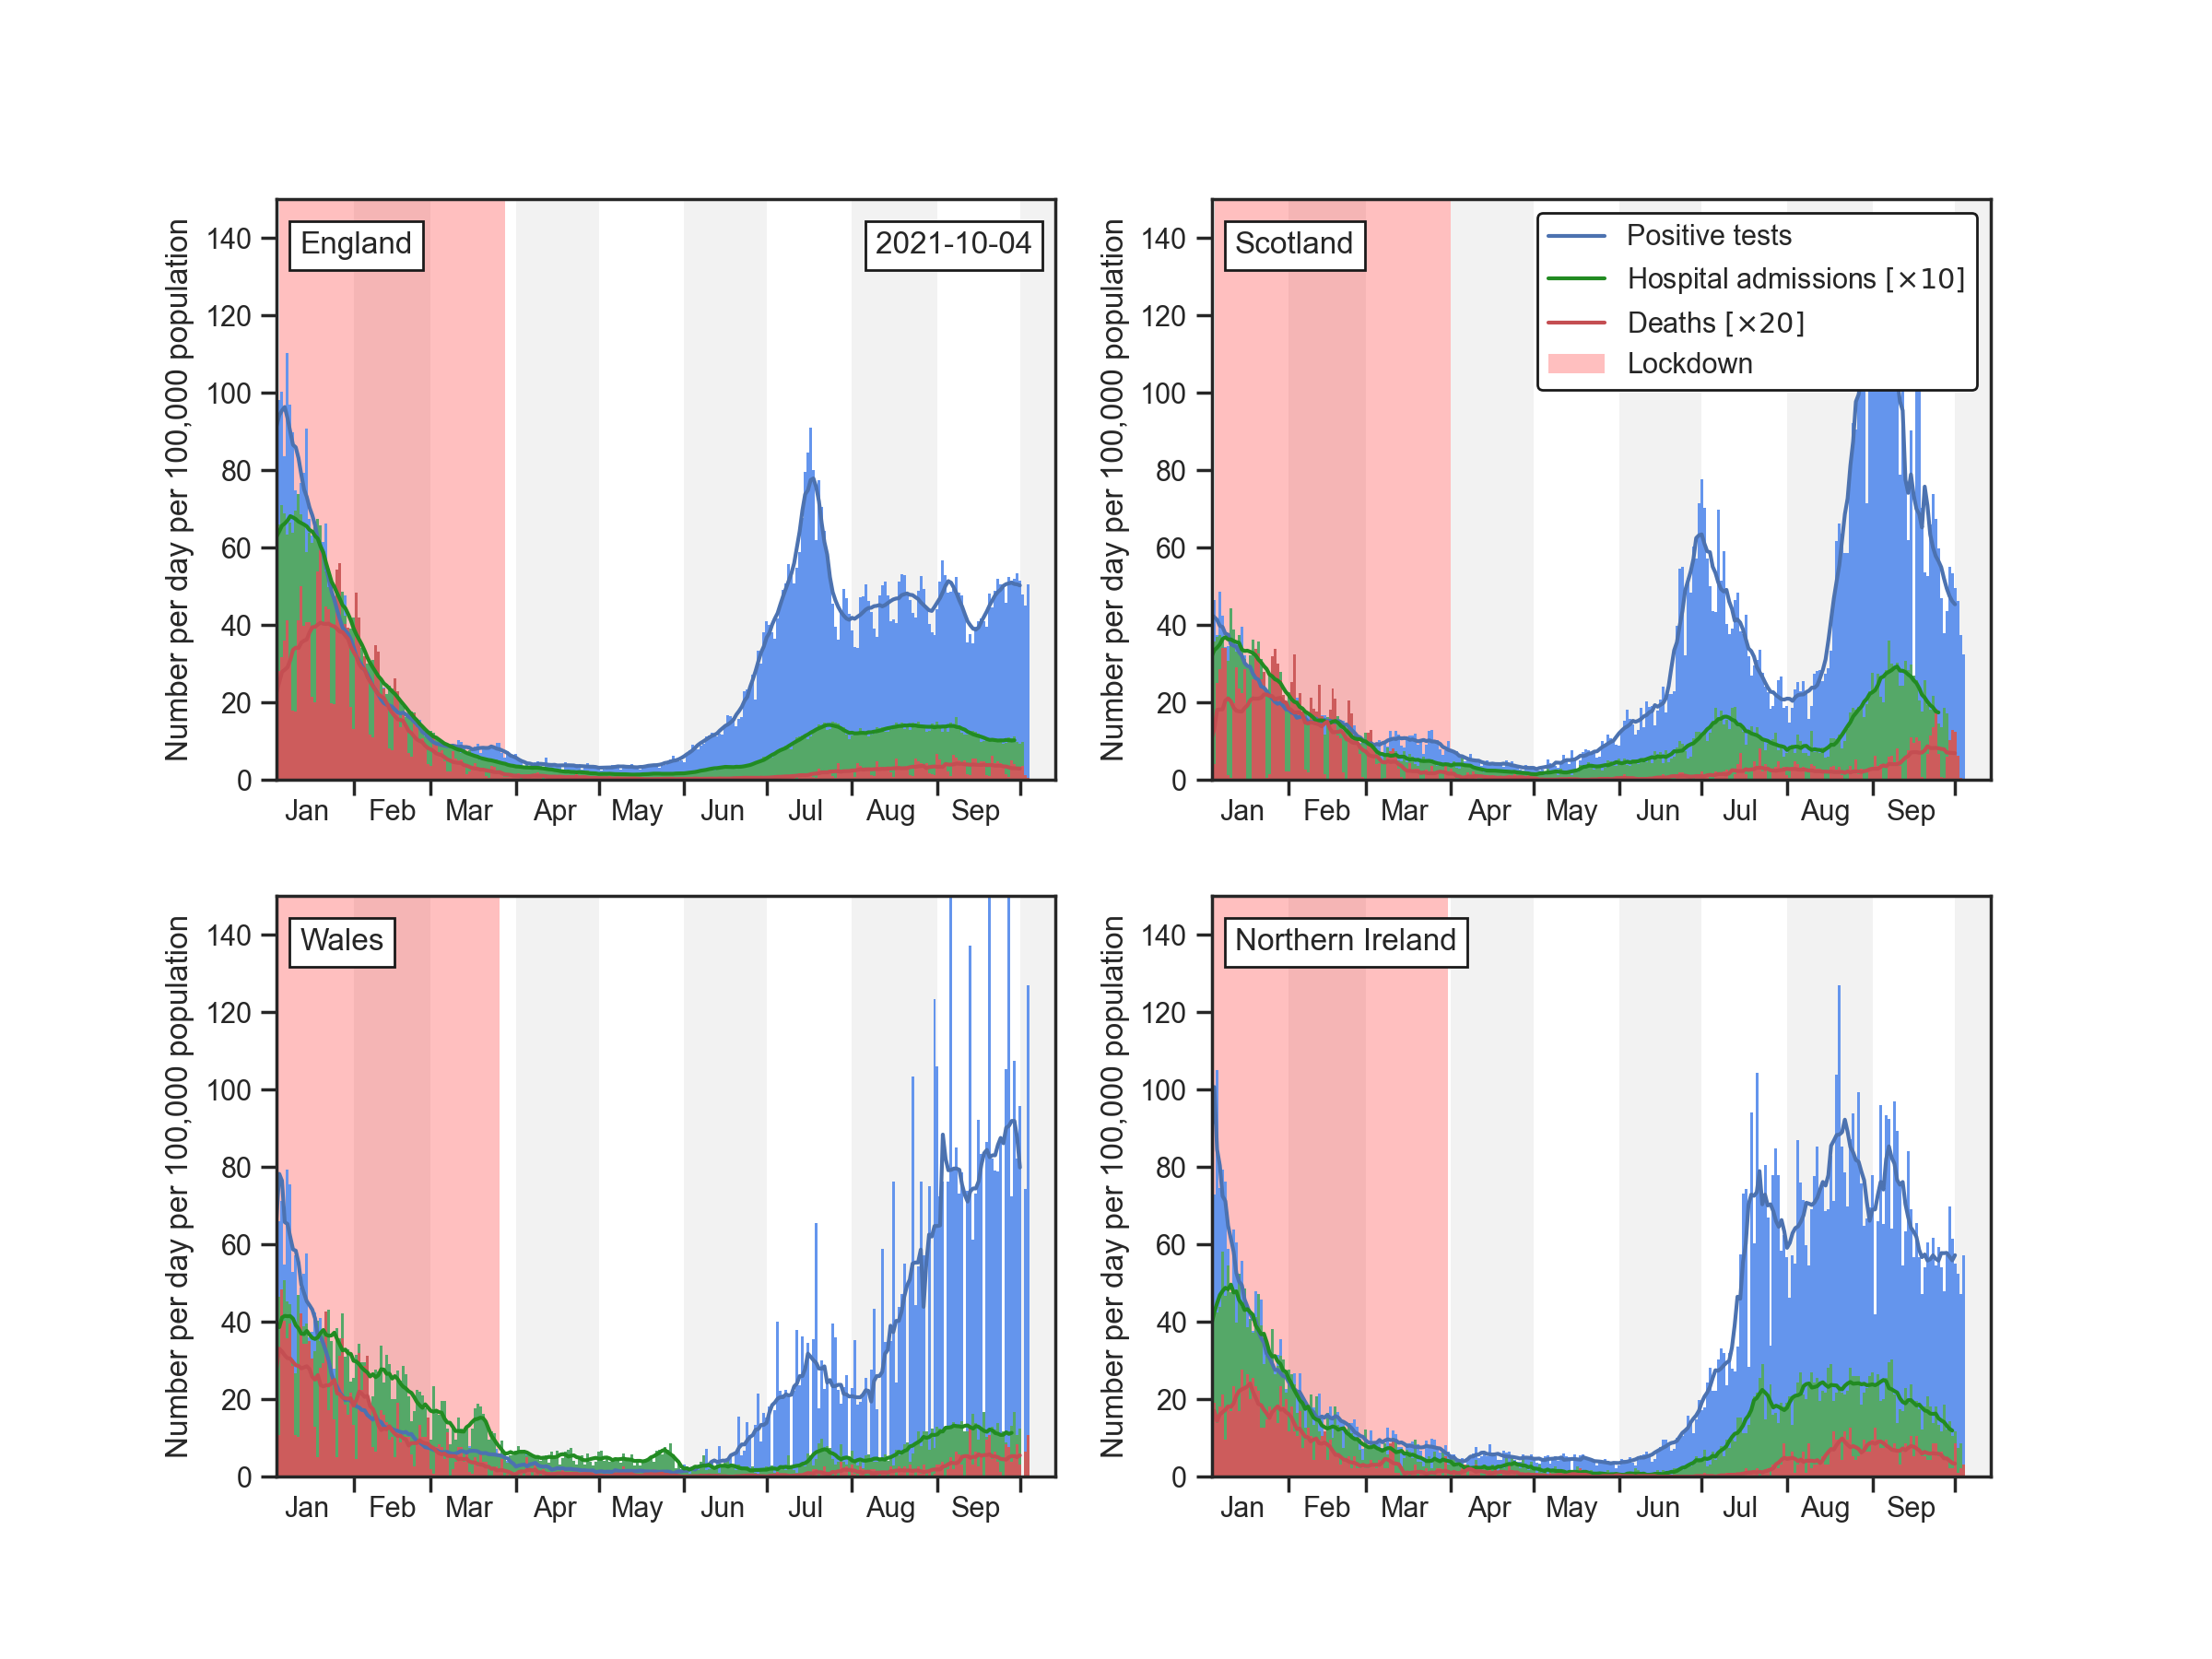 England
2021-10-04
Number per day per 100,000 population
140
120
100
80
60
40
20
0
Jan Feb Mar Apr May Jun Jul Aug Sep
Scotland
Positive tests
Hospital admissions [×10]
Deaths [×20]
Lockdown
Number per day per 100,000 population
140
120
100
80
60
40
20
0
Jan Feb Mar Apr May Jun Jul Aug Sep
Wales
Number per day per 100,000 population
140
120
100
80
60
40
20
0
Jan Feb Mar Apr May Jun Jul Aug Sep
Northern Ireland
Number per day per 100,000 population
140
120
100
80
60
40
20
0
Jan Feb Mar Apr May Jun Jul Aug Sep